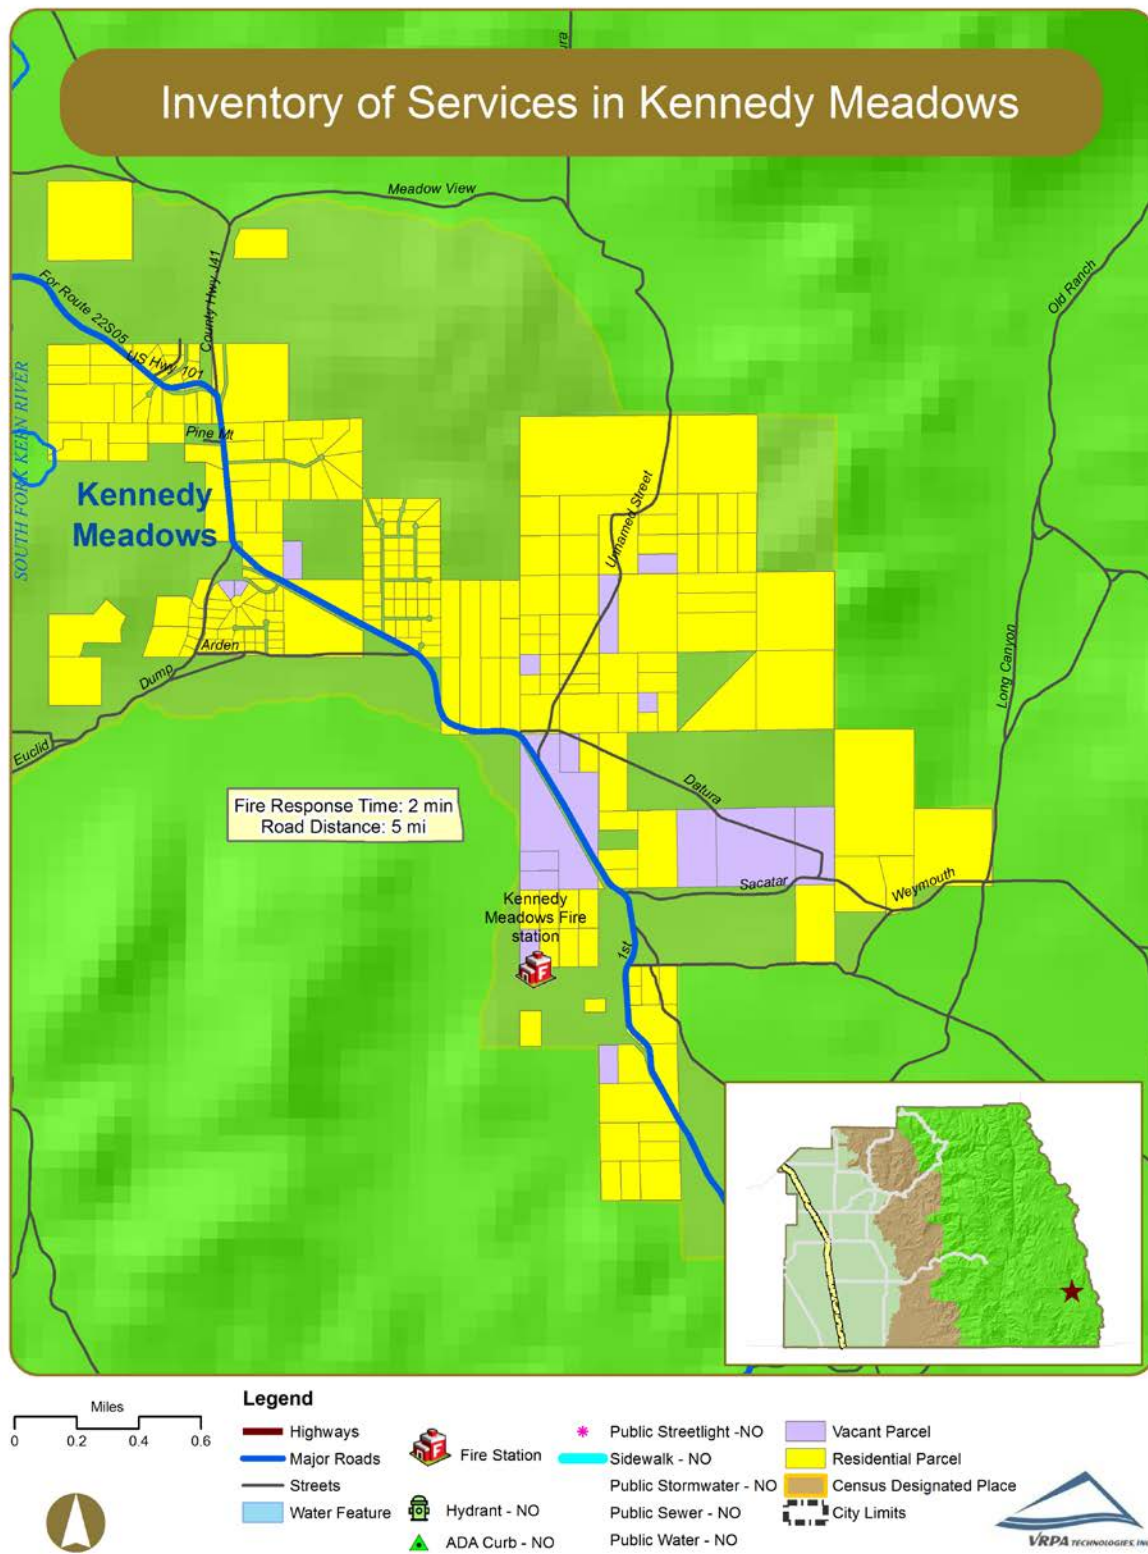 ura
Inventory of Services in Kennedy Meadows
Meadow View
Old Ranch
County Hwy J41
For Route 22S05
US Hwy 101
SOUTH FORK KERN RIVER
Pine Mt
Kennedy
Meadows
Unnamed Street
Arden
Dump
Euclid
Long Canyon
Datura
Fire Response Time: 2 min
Road Distance: 5 mi
Sacatar
Weymouth
Kennedy
Meadows Fire
station
1st
Miles
0 0.2 0.4 0.6
Legend
Highways
Major Roads
Streets
Water Feature
Fire Station
Hydrant - NO
ADA Curb - NO
Public Streetlight -NO
Sidewalk - NO
Public Stormwater - NO
Public Sewer - NO
Public Water - NO
Vacant Parcel
Residential Parcel
Census Designated Place
City Limits
VRPA TECHNOLOGIES, INC